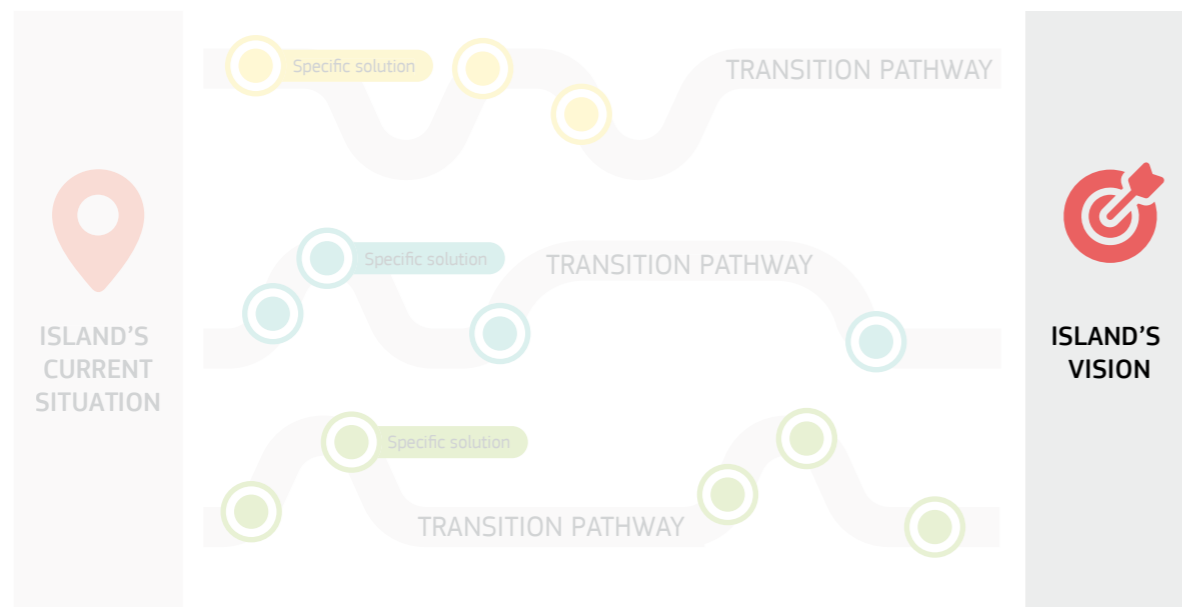 Specific solution
TRANSITION PATHWAY
Specific solution
TRANSITION PATHWAY
ISLAND'S
CURRENT
SITUATION
ISLAND'S
VISION
Specific solution
TRANSITION PATHWAY